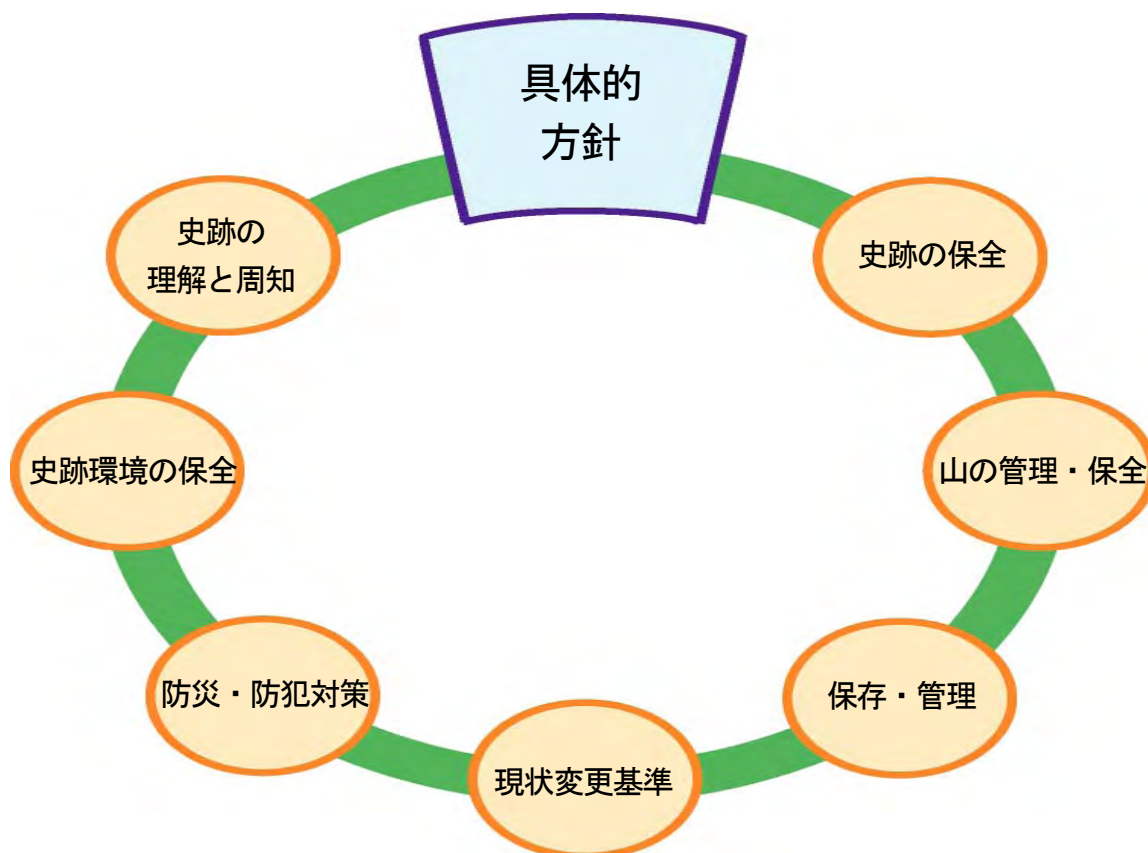 具体的
方針
史跡の保全
山の管理・保全
保存・管理
現状変更基準
防災・防犯対策
史跡環境の保全
史跡の
理解と周知